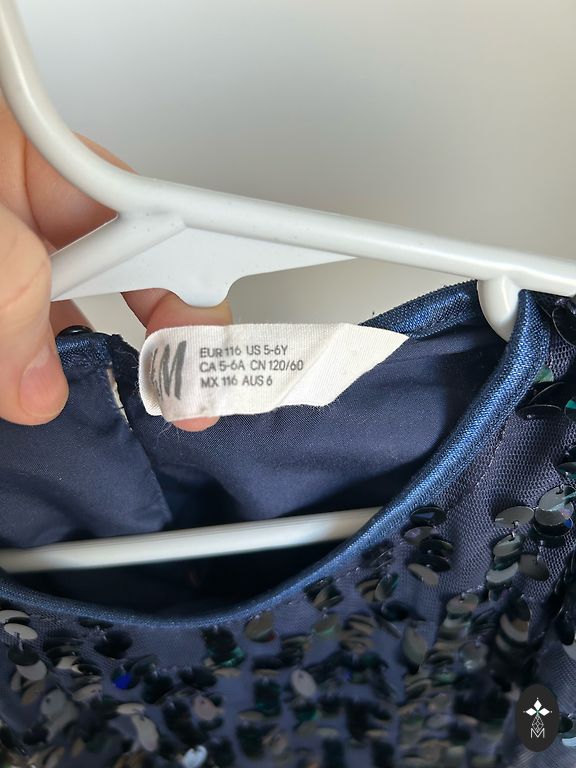 &M
EUR 116 US 5-6Y
CA 5-6A CN 120/60
MX 116 AUS 6
M